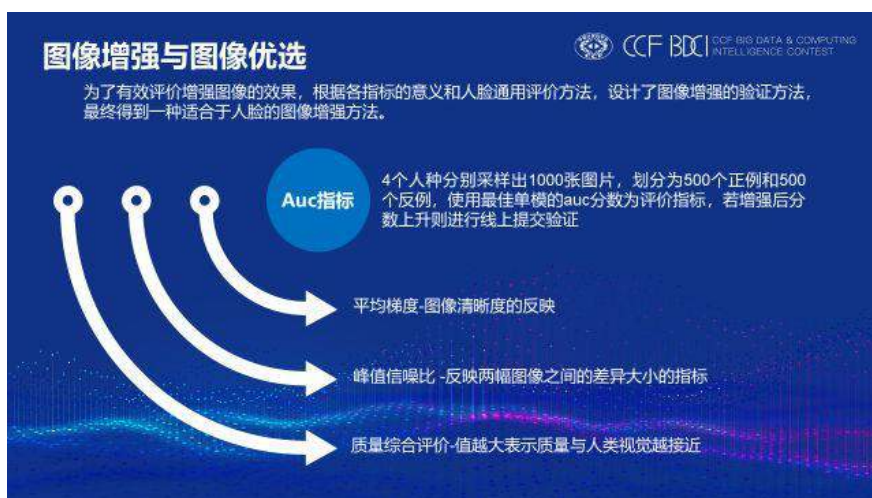 图像增强与图像优选
CCF BDCI
CCF BIG DATA & COMPUTING
INTELLIGENCE CONTEST
为了有效评价增强图像的效果，根据各指标的意义和人脸通用评价方法，设计了图像增强的验证方法，
最终得到一种适合于人脸的图像增强方法。
Auc指标
4个人种分别采样出1000张图片，划分为500个正例和500
个反例，使用最佳单模的auc分数为评价指标，若增强后分
数上升则进行线上提交验证
平均梯度-图像清晰度的反映
峰值信噪比 -反映两幅图像之间的差异大小的指标
质量综合评价-值越大表示质量与人类视觉越接近